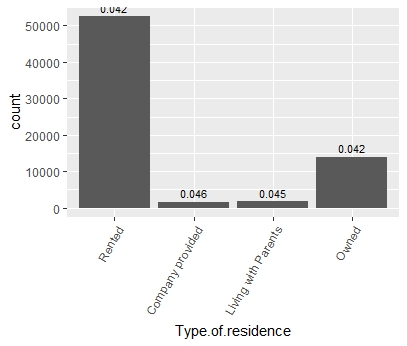 0.042
50000
40000
30000
20000
10000
0
count
0.046
0.045
0.042
Rented
Company provided
Living with Parents
Owned
Type.of.residence